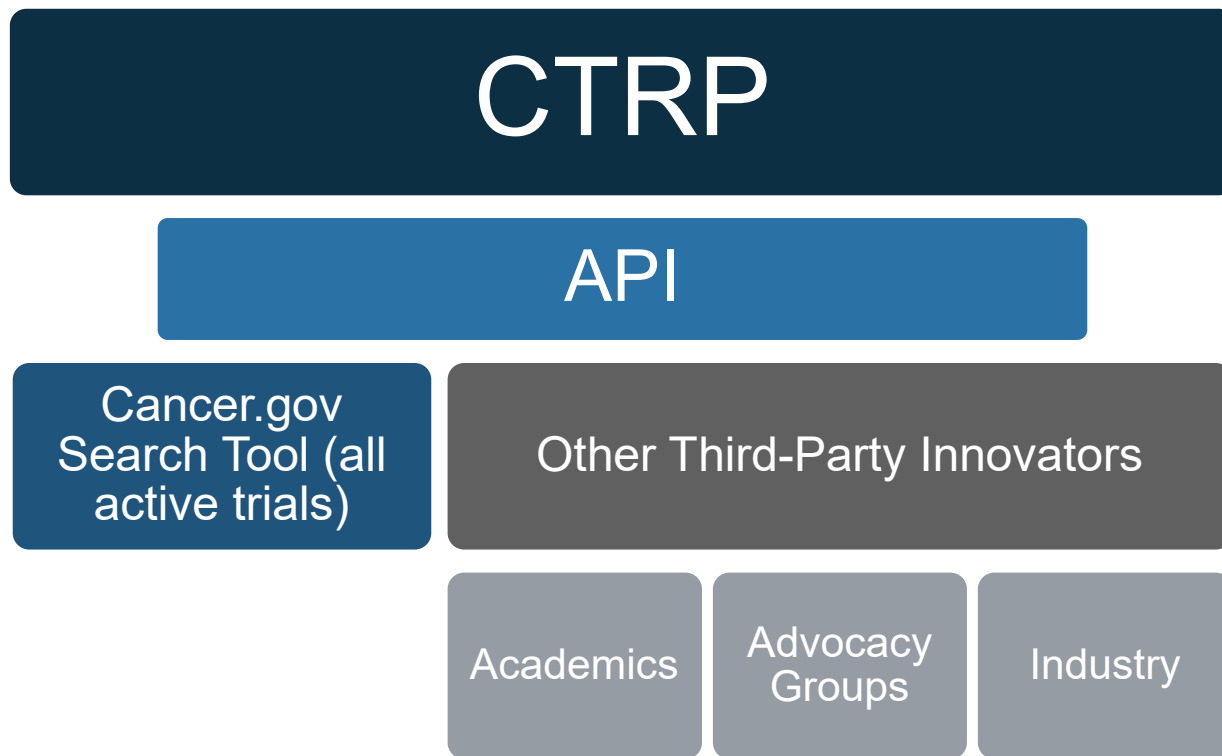 CTRP
API
Cancer.gov
Search Tool (all
active trials)
Other Third-Party Innovators
Academics
Advocacy
Groups
Industry